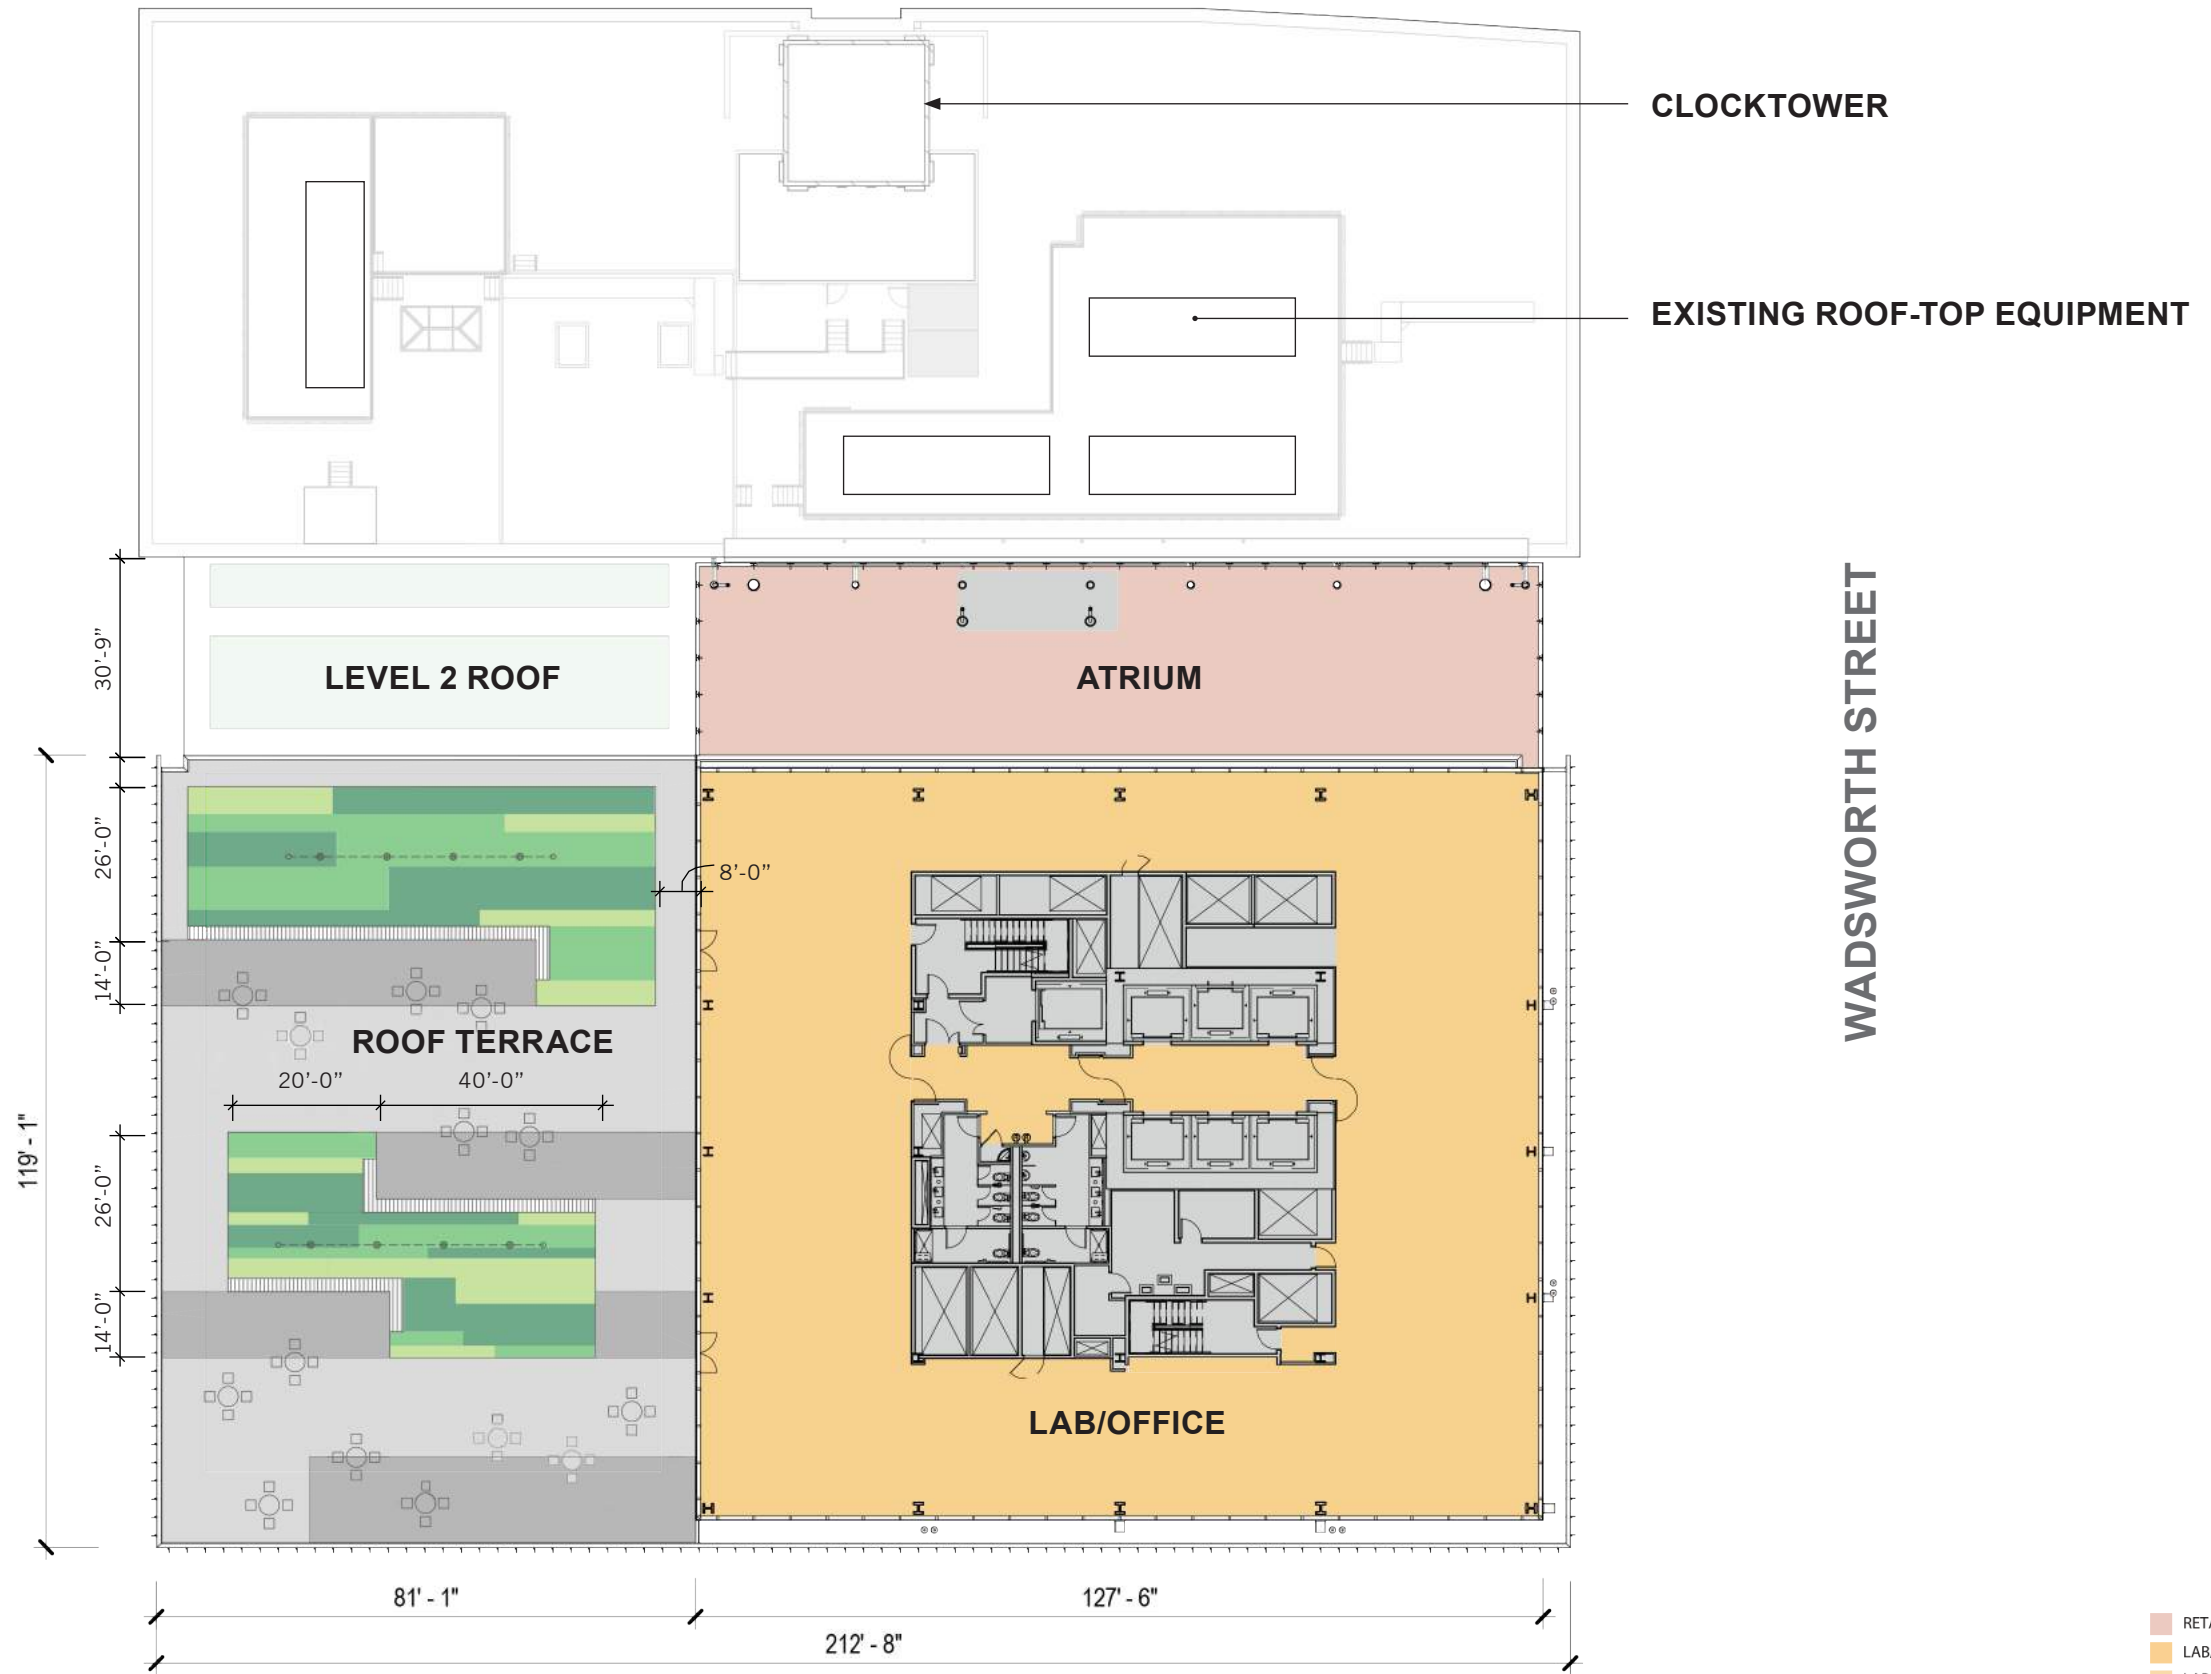 CLOCKTOWER
EXISTING ROOF-TOP EQUIPMENT
30’-9”
LEVEL 2 ROOF
ATRIUM
WADSWORTH STREET
26’-0”
8’-0”
14’-0”
ROOF TERRACE
20’-0”
40’-0”
119' - 1"
26’-0”
14’-0”
LAB/OFFICE
81' - 1"
127' - 6"
212' - 8"